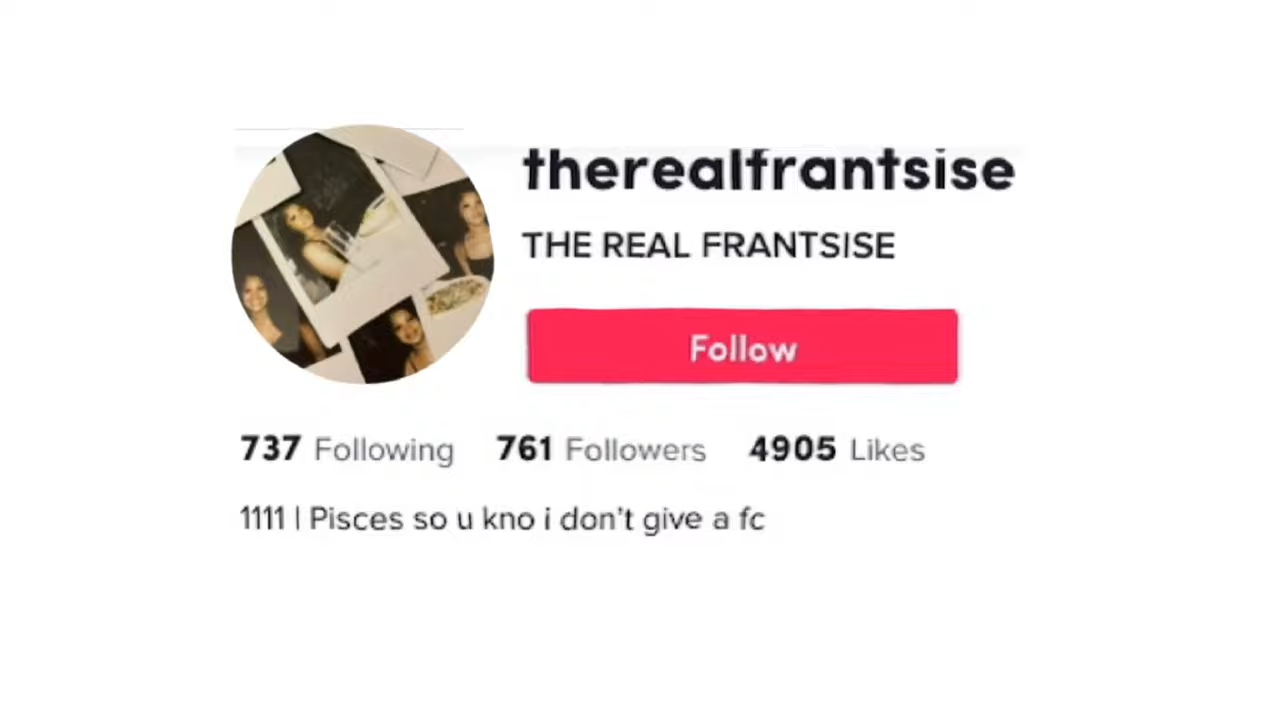 therealfrantsise
THE REAL FRANTSISE
Follow
737 Following 761 Followers 4905 Likes
1111 | Pisces so u kno i don't give a fc